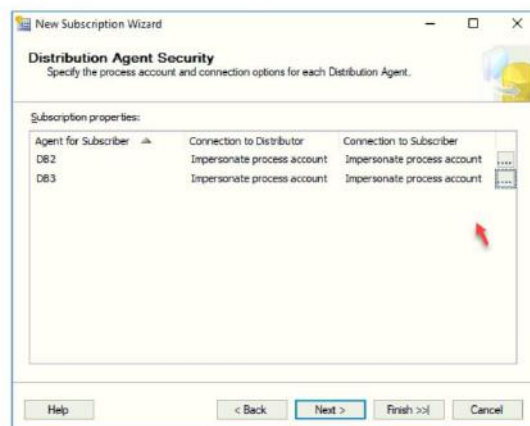 New Subscription Wizard
Distribution Agent Security
Specify the process account and connection options for each Distribution Agent.
Subscription properties:
Agent for Subscriber Connection to Distributor Connection to Subscriber
DB2 Impersonate process account Impersonate process account ...
DB3 Impersonate process account Impersonate process account ...
Help < Back Next > Finish >>| Cancel